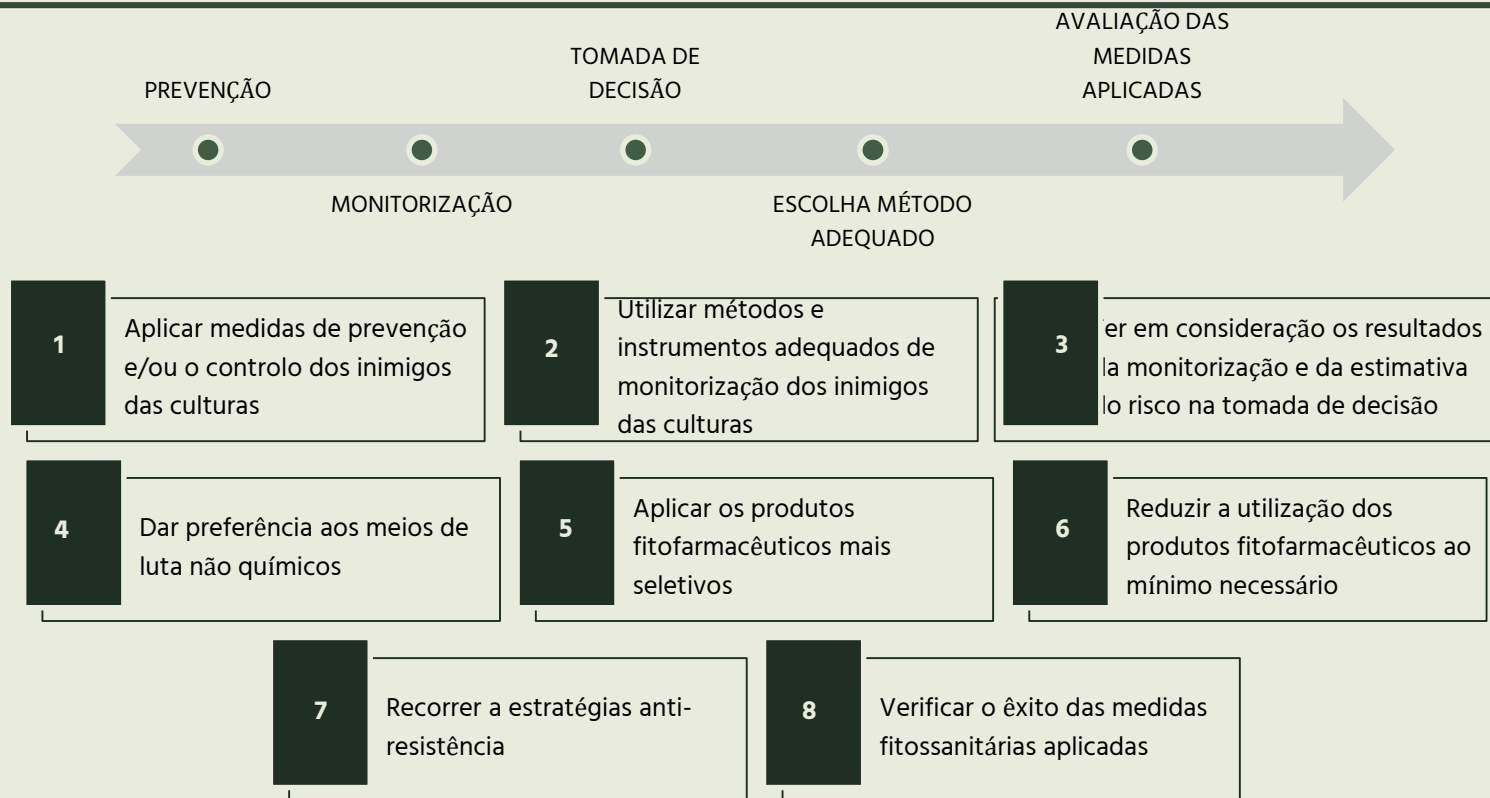 PREVENÇÃO
MONITORIZAÇÃO
TOMADA DE
DECISÃO
ESCOLHA MÉTODO
ADEQUADO
AVALIAÇÃO DAS
MEDIDAS
APLICADAS
1
Aplicar medidas de prevenção
e/ou o controlo dos inimigos
das culturas
2
Utilizar métodos e
instrumentos adequados de
monitorização dos inimigos
das culturas
3
er em consideração os resultados
la monitorização e da estimativa
lo risco na tomada de decisão
4
Dar preferência aos meios de
luta não químicos
5
Aplicar os produtos
fitofarmacêuticos mais
seletivos
6
Reduzir a utilização dos
produtos fitofarmacêuticos ao
mínimo necessário
7
Recorrer a estratégias anti-
resistência
8
Verificar o êxito das medidas
fitossanitárias aplicadas